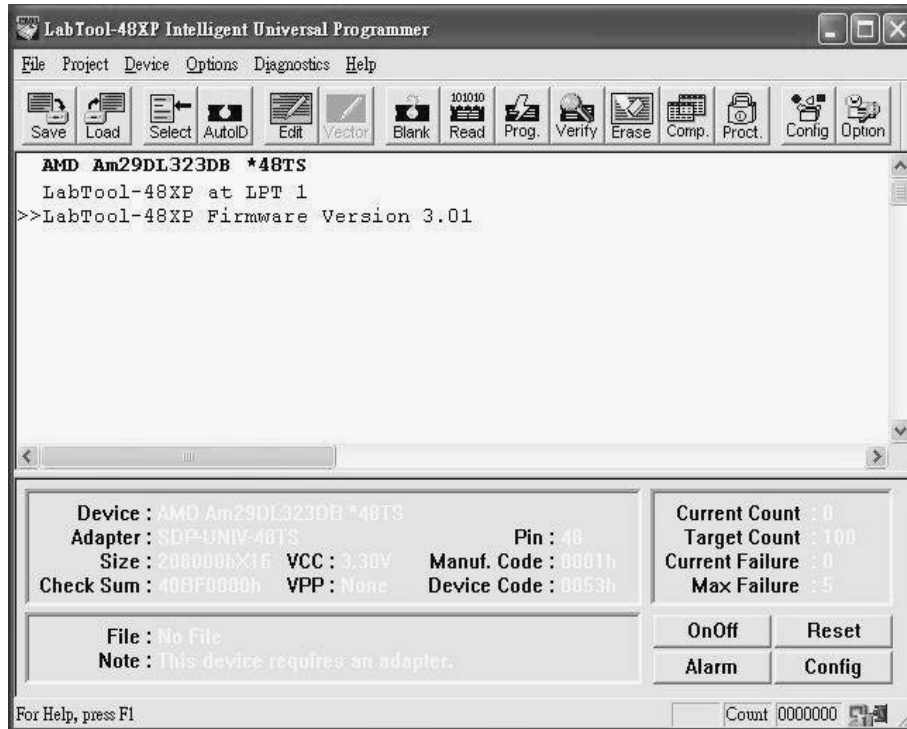 LabTool-48XP Intelligent Universal Programmer
File Project Device Options Diagnostics Help
Save Load Select AutoID Edit Vector Blank Read Prog. Verify Erase Comp. Proct. Config Option
AMD Am29DL323DB *48TS
LabTool-48XP at LPT 1
>>LabTool-48XP Firmware Version 3.01
Device : AMD Am29DL323DB *48TS
Adapter : SDP-UNIV-48TS Pin : 48
Size : 208000hX16 VCC : 3.30V Manuf. Code : 0001h
Check Sum : 40BF0000h VPP : None Device Code : 0053h
Current Count : 0
Target Count : 100
Current Failure : 0
Max Failure : 5
File : No File
Note : This device requires an adapter.
OnOff Reset
Alarm Config
For Help, press F1 Count 0000000